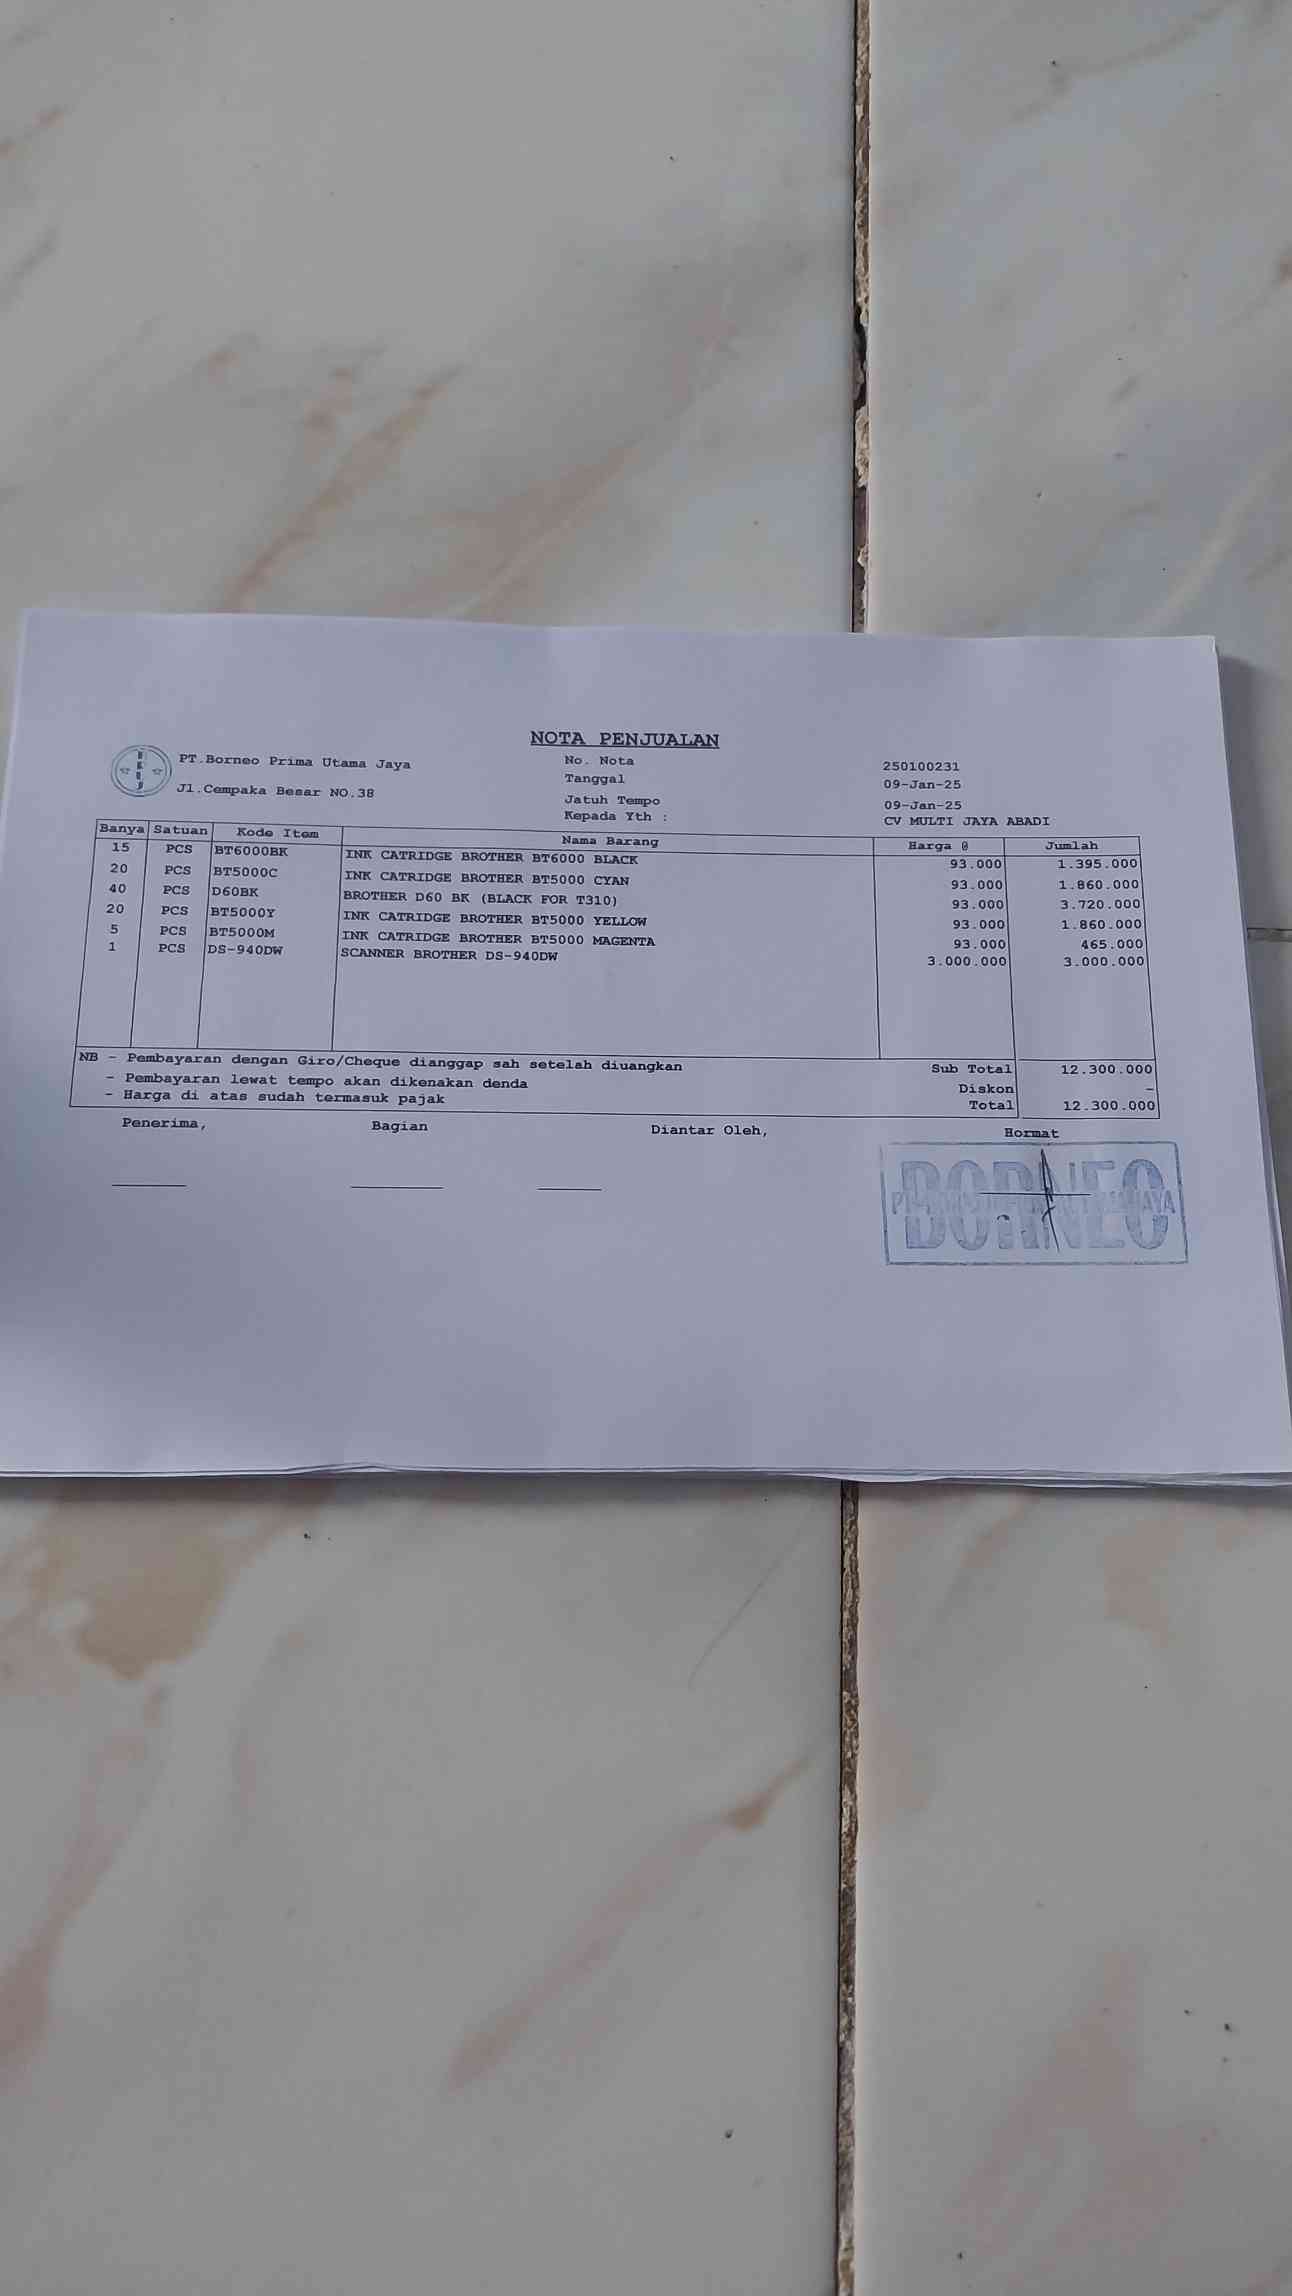 NOTA PENJUALAN
PT.Borneo Prima Utama Jaya
Jl.Cempaka Besar NO.38
No. Nota 250100231
Tanggal 09-Jan-25
Jatuh Tempo 09-Jan-25
Kepada Yth : CV MULTI JAYA ABADI
Banya Satuan Kode Item Nama Barang Harga @ Jumlah
15 PCS BT6000BK INK CATRIDGE BROTHER BT6000 BLACK 93.000 1.395.000
20 PCS BT5000C INK CATRIDGE BROTHER BT5000 CYAN 93.000 1.860.000
40 PCS D60BK BROTHER D60 BK (BLACK FOR T310) 93.000 3.720.000
20 PCS BT5000Y INK CATRIDGE BROTHER BT5000 YELLOW 93.000 1.860.000
5 PCS BT5000M INK CATRIDGE BROTHER BT5000 MAGENTA 93.000 465.000
1 PCS DS-940DW SCANNER BROTHER DS-940DW 3.000.000 3.000.000
NB - Pembayaran dengan Giro/Cheque dianggap sah setelah diuangkan Sub Total 12.300.000
- Pembayaran lewat tempo akan dikenakan denda Diskon -
- Harga di atas sudah termasuk pajak Total 12.300.000
Penerima, Bagian Diantar Oleh, Hormat
BORNEO